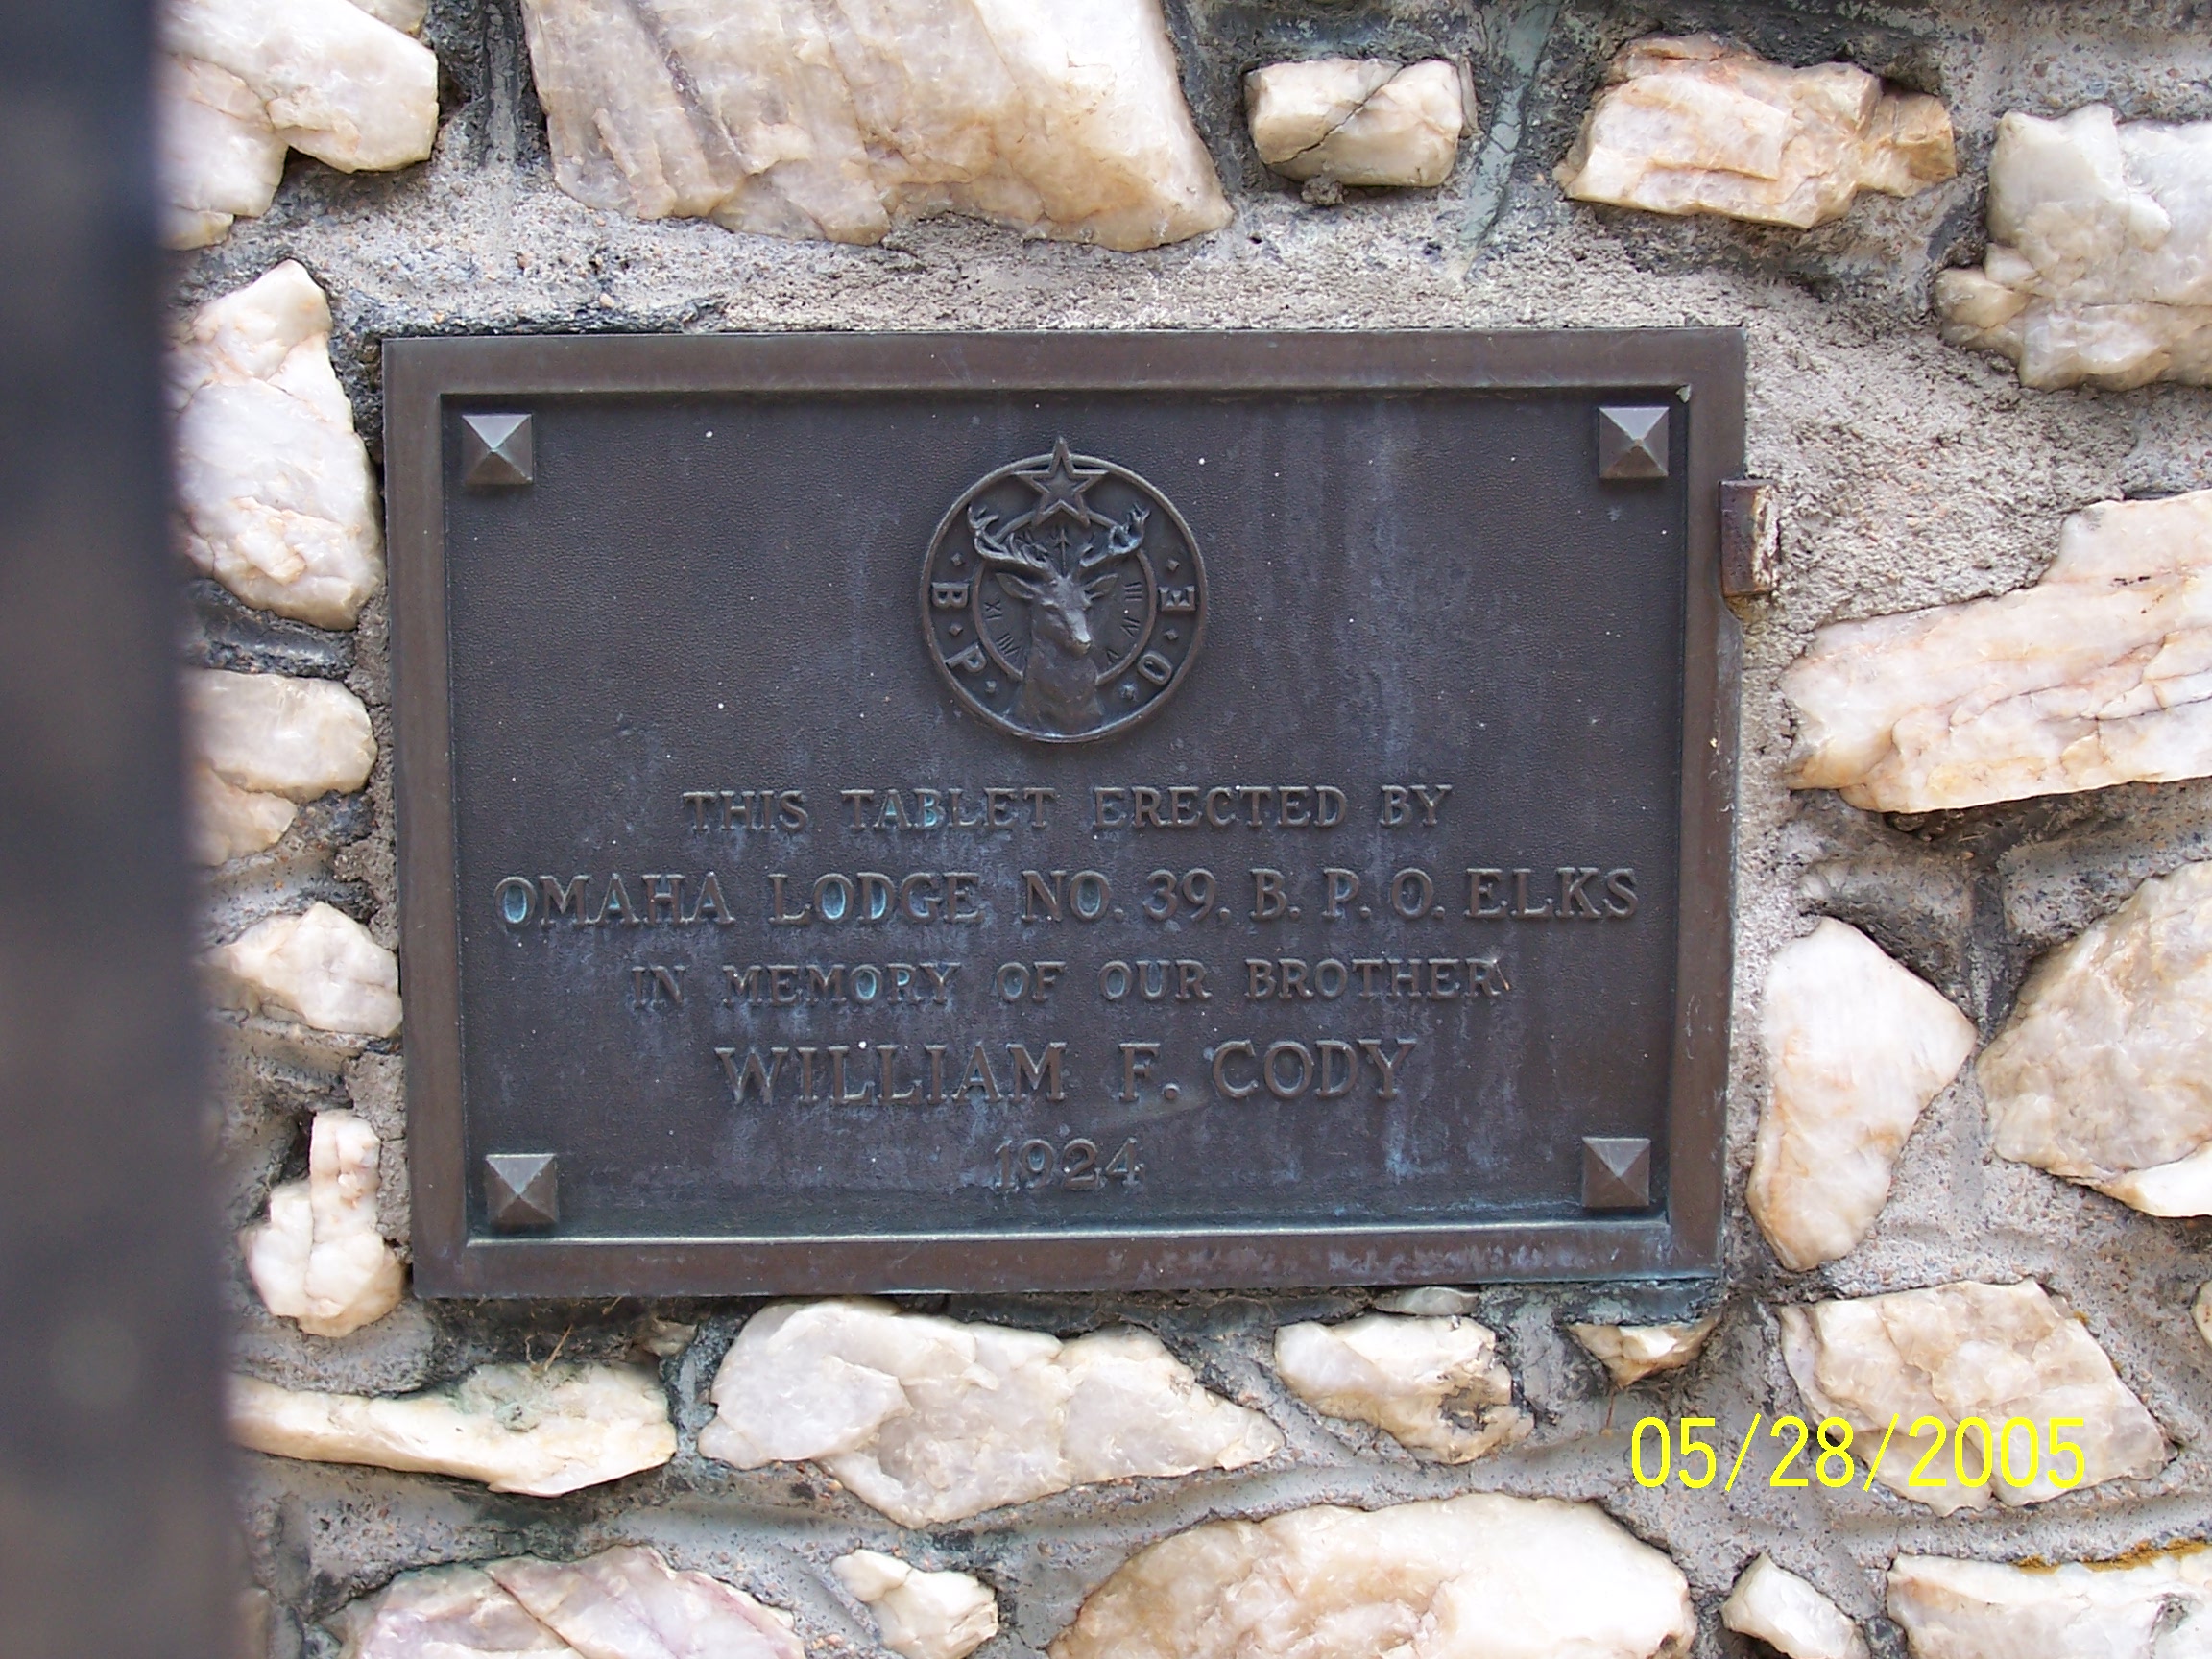 B·P·O·E
THIS TABLET ERECTED BY
OMAHA LODGE NO. 39. B. P. O. ELKS
IN MEMORY OF OUR BROTHER
WILLIAM F. CODY
1924
05/28/2005